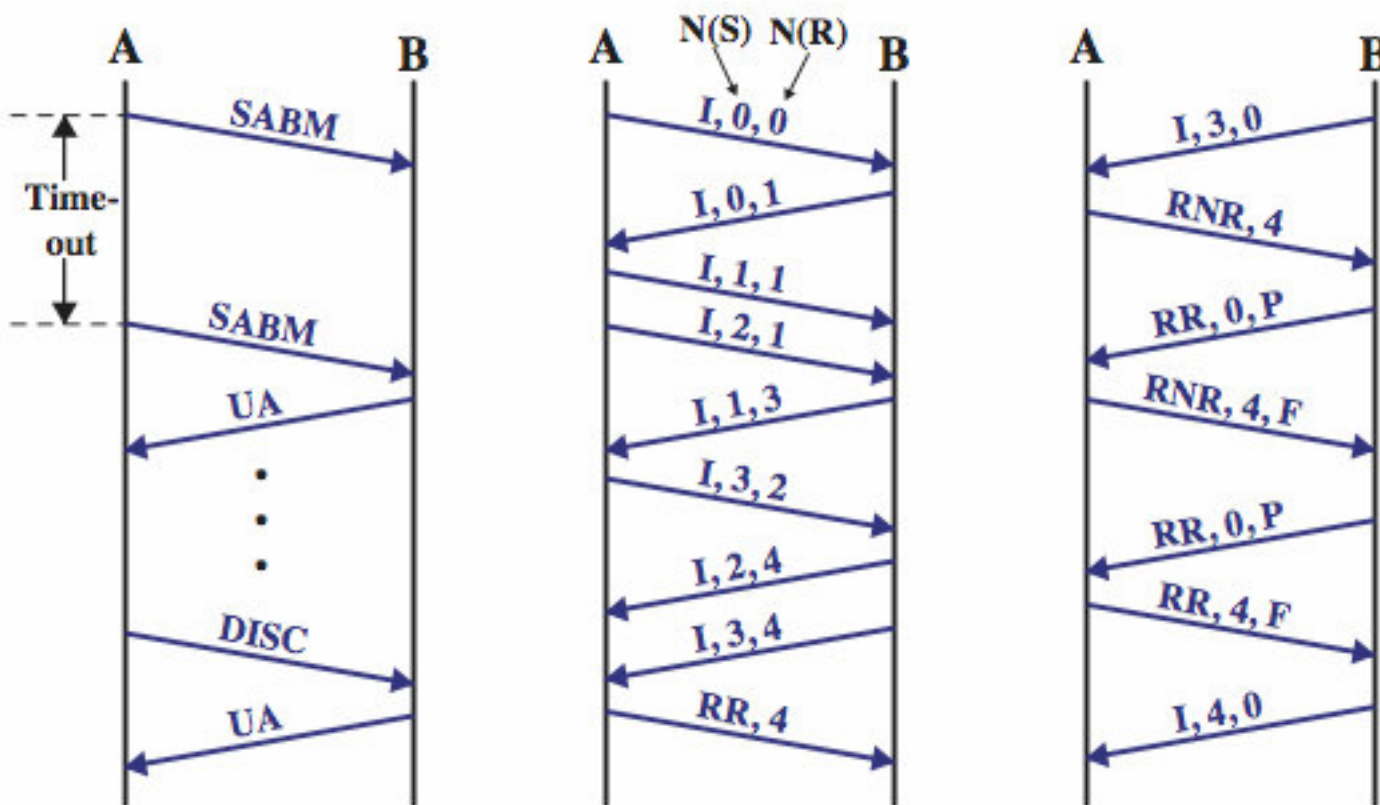 A
B
SABM
Time-
out
SABM
UA
DISC
UA
N(S) N(R)
A
B
I, 0, 0
I, 0, 1
I, 1, 1
I, 2, 1
I, 1, 3
I, 3, 2
I, 2, 4
I, 3, 4
RR, 4
A
B
I, 3, 0
RNR, 4
RR, 0, P
RNR, 4, F
RR, 0, P
RR, 4, F
I, 4, 0